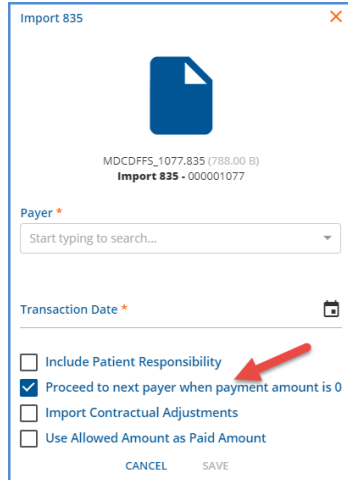 Import 835
MDCDFFS_1077.835 (788.00 B)
Import 835 - 000001077
Payer *
Start typing to search...
Transaction Date *
Include Patient Responsibility
Proceed to next payer when payment amount is 0
Import Contractual Adjustments
Use Allowed Amount as Paid Amount
CANCEL SAVE